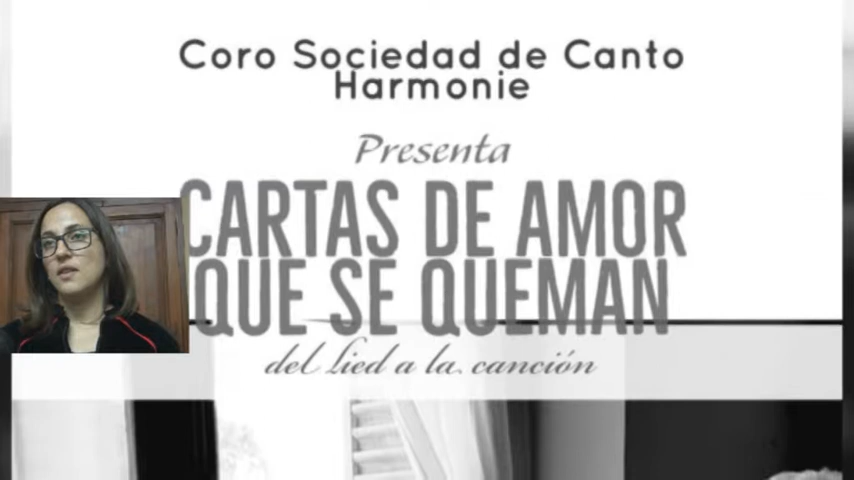 Coro Sociedad de Canto
Harmonie
Presenta
CARTAS DE AMOR
QUE SE QUEMAN
del lied a la canción